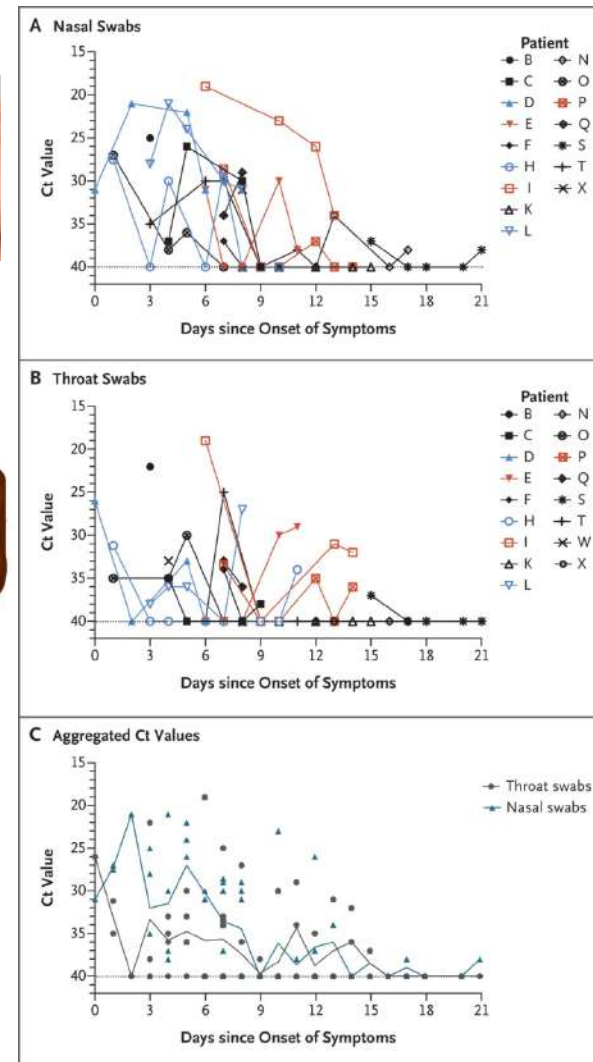 A Nasal Swabs
Ct Value
15
20
25
30
35
40
0 3 6 9 12 15 18 21
Days since Onset of Symptoms
Patient
B N
C O
D P
E Q
F S
H T
I X
K
L
B Throat Swabs
Ct Value
15
20
25
30
35
40
0 3 6 9 12 15 18 21
Days since Onset of Symptoms
Patient
B N
C O
D P
E Q
F S
H T
I W
K X
L
C Aggregated Ct Values
Ct Value
15
20
25
30
35
40
0 3 6 9 12 15 18 21
Days since Onset of Symptoms
Throat swabs
Nasal swabs